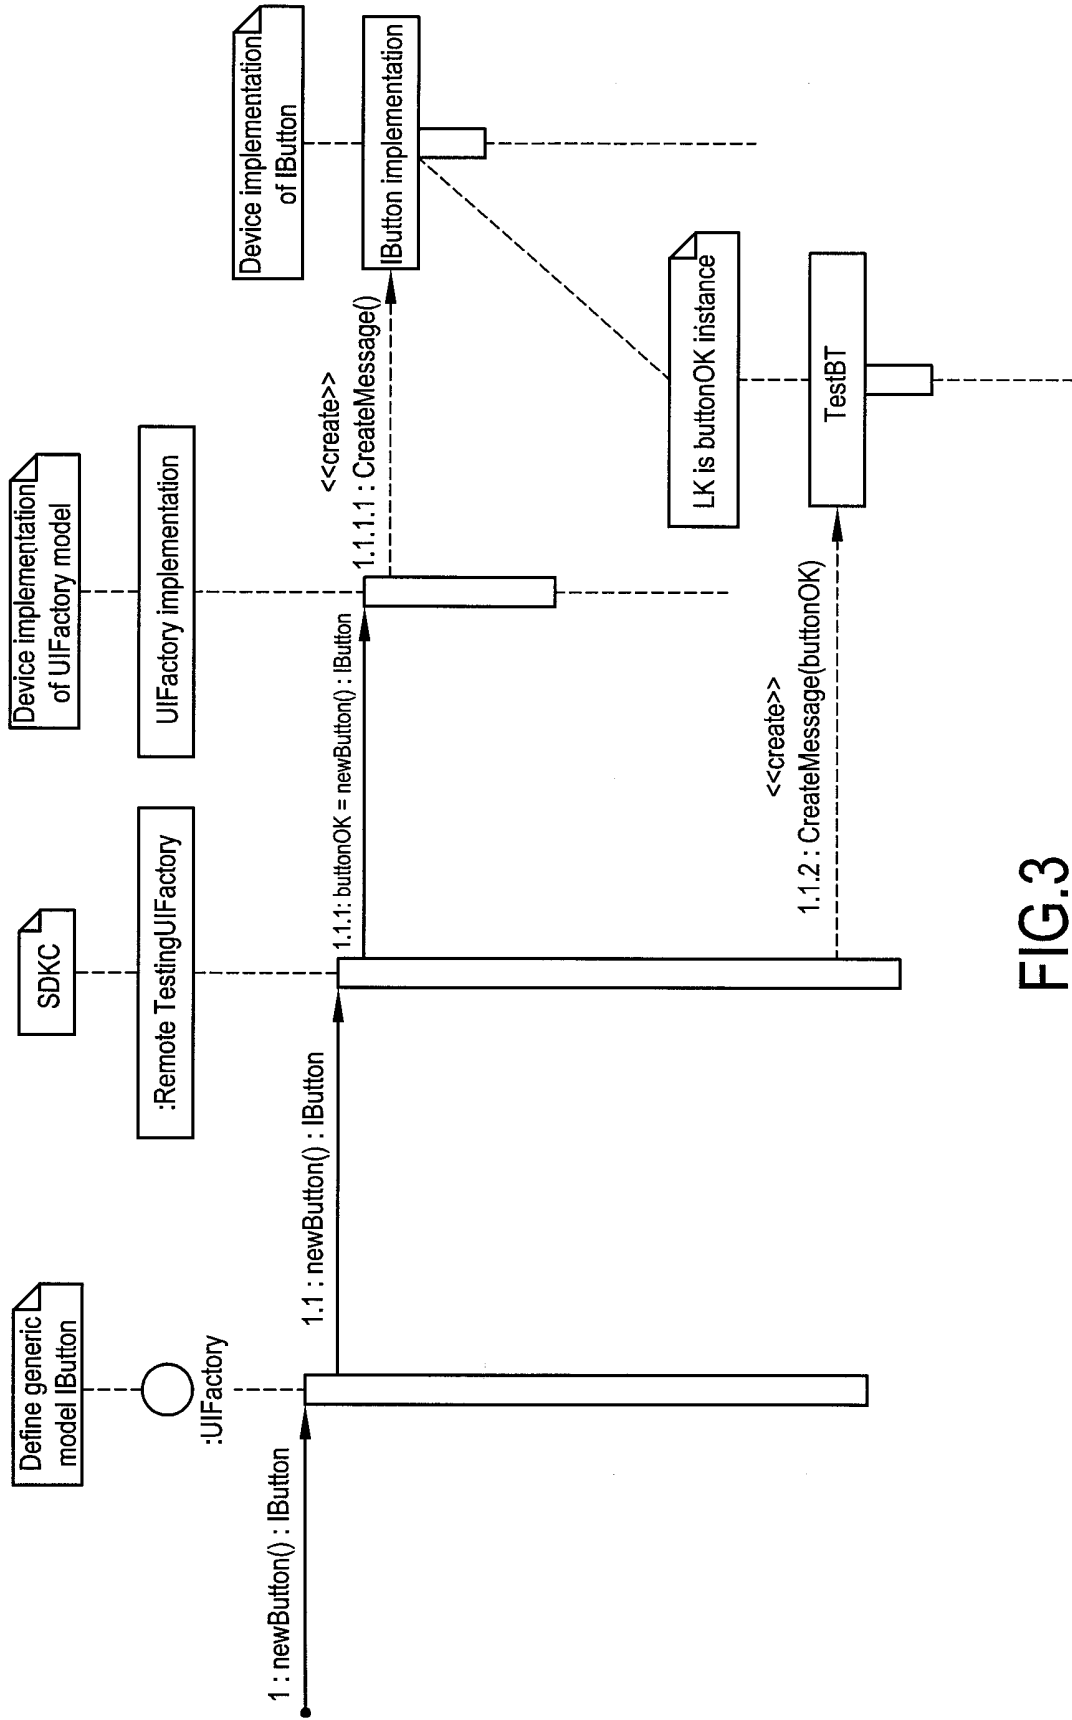 Define generic
model IButton
:UIFactory
1 : newButton() : IButton
SDKC
:Remote TestingUIFactory
1.1 : newButton() : IButton
Device implementation
of UIFactory model
UIFactory implementation
1.1.1: buttonOK = newButton() : IButton
Device implementation
of IButton
IButton implementation
<<create>>
1.1.1.1 : CreateMessage()
LK is buttonOK instance
TestBT
<<create>>
1.1.2 : CreateMessage(buttonOK)
FIG.3